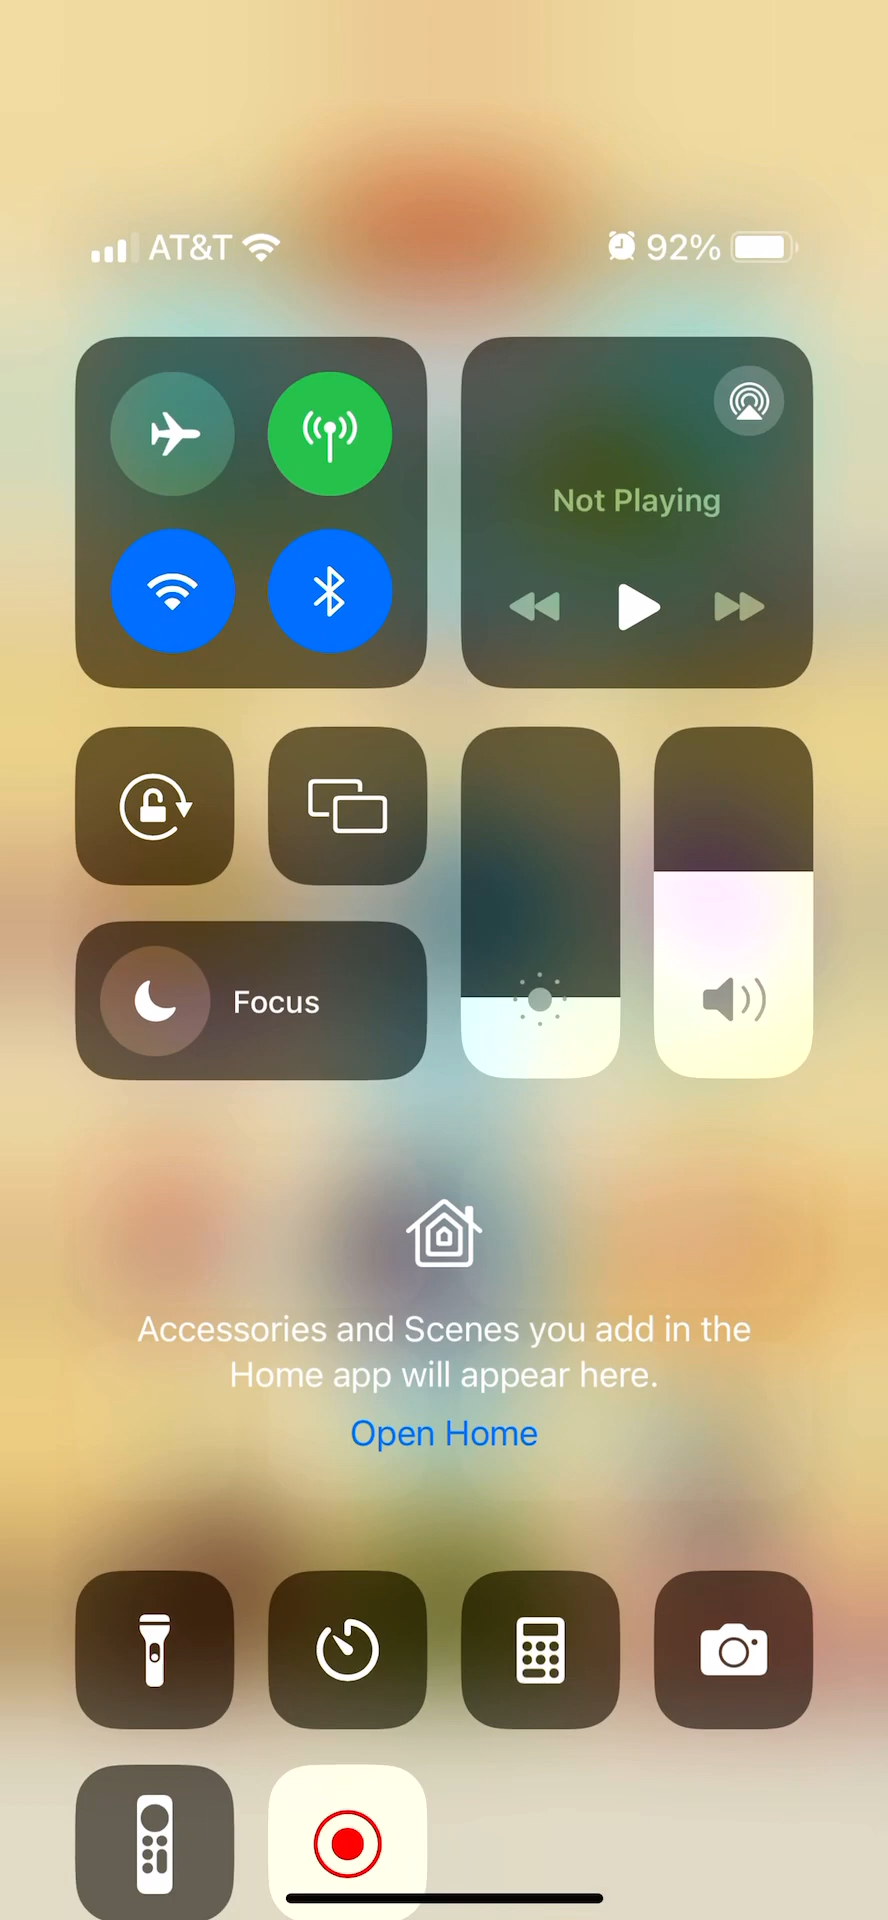 AT&T 92%
Not Playing
Focus
Accessories and Scenes you add in the
Home app will appear here.
Open Home